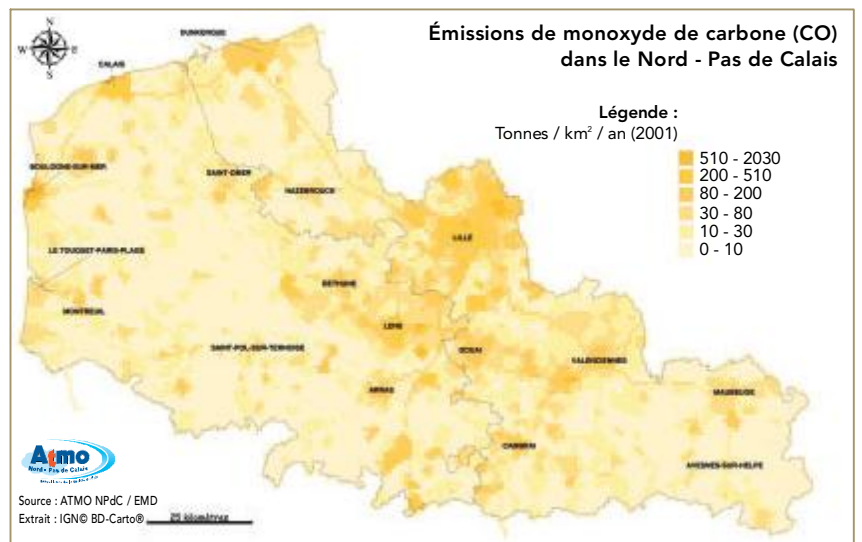 Émissions de monoxyde de carbone (CO)
dans le Nord - Pas de Calais
Légende :
Tonnes / km² / an (2001)
510 - 2030
200 - 510
80 - 200
30 - 80
10 - 30
0 - 10
N
W E
S
DUNKERQUE
CALAIS
BOULOGNE-SUR-MER
SAINT-OMER
HAZEBROUCK
LILLE
LE TOUQUET-PARIS-PLAGE
BETHUNE
MONTREUIL
LENS
SAINT-POL-SUR-TERNOISE
DOUAI
VALENCIENNES
ARRAS
MAUBEUGE
CAMBRAI
AVESNES-SUR-HELPE
Atmo
Nord - Pas de Calais
Source : ATMO NPdC / EMD
Extrait : IGN© BD-Carto®
25 kilomètres